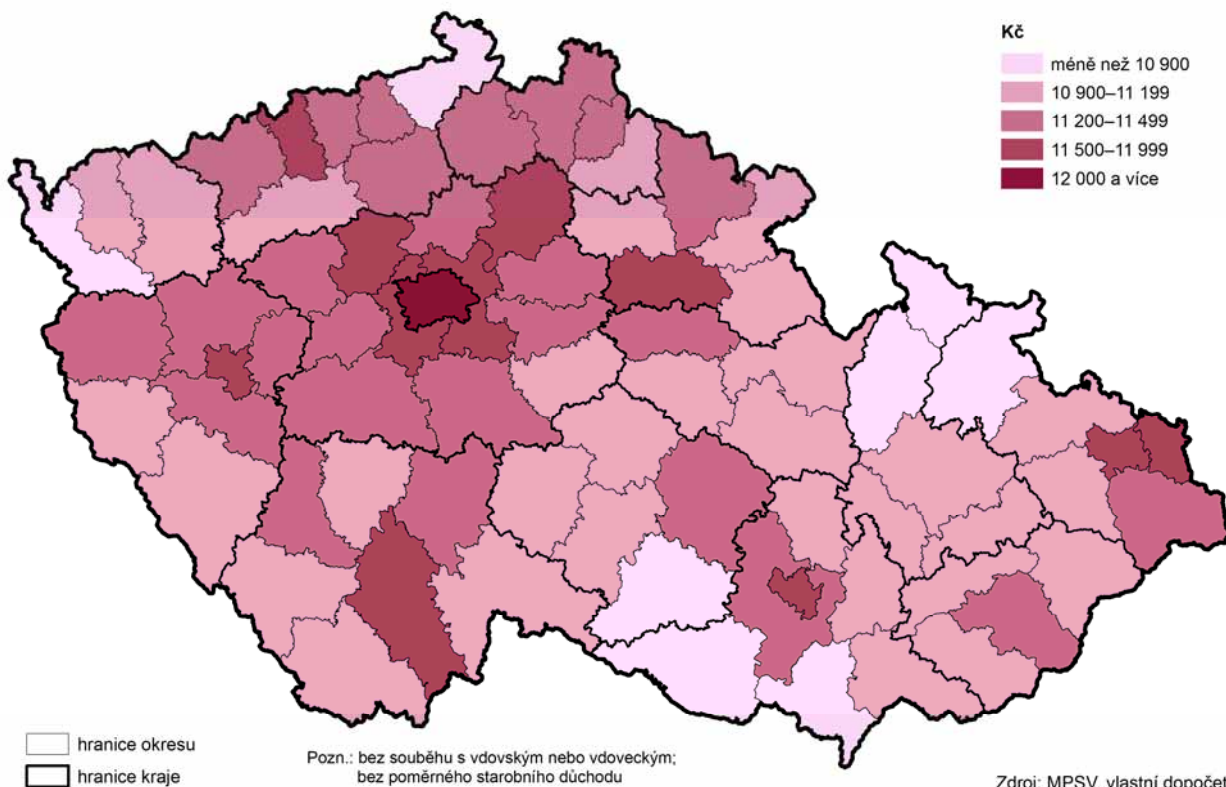 Kč
méně než 10 900
10 900–11 199
11 200–11 499
11 500–11 999
12 000 a více
hranice okresu
hranice kraje
Pozn.: bez souběhu s vdovským nebo vdoveckým;
bez poměrného starobního důchodu
Zdroj: MPSV, vlastní dopočet